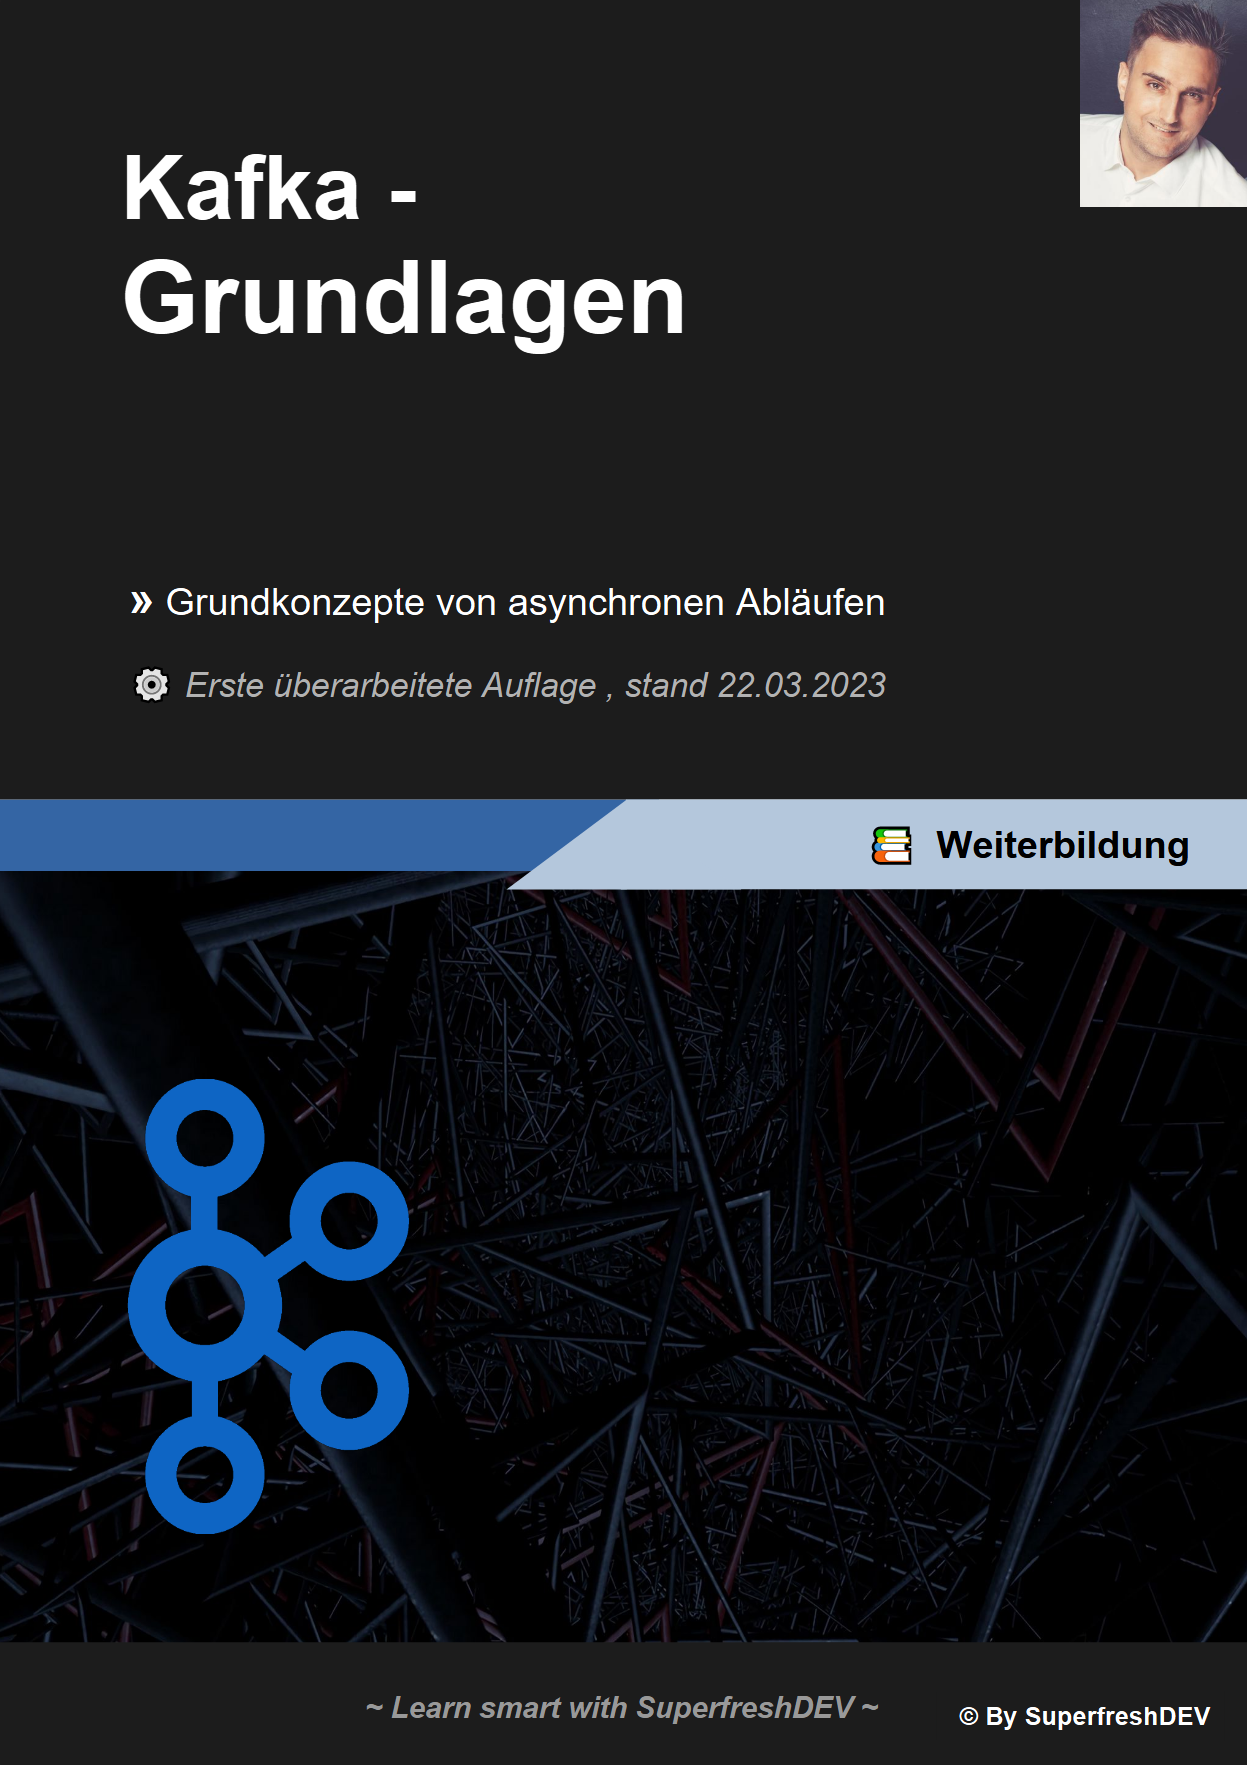 Kafka -
Grundlagen
» Grundkonzepte von asynchronen Abläufen
Erste überarbeitete Auflage , stand 22.03.2023
Weiterbildung
~ Learn smart with SuperfreshDEV ~
© By SuperfreshDEV